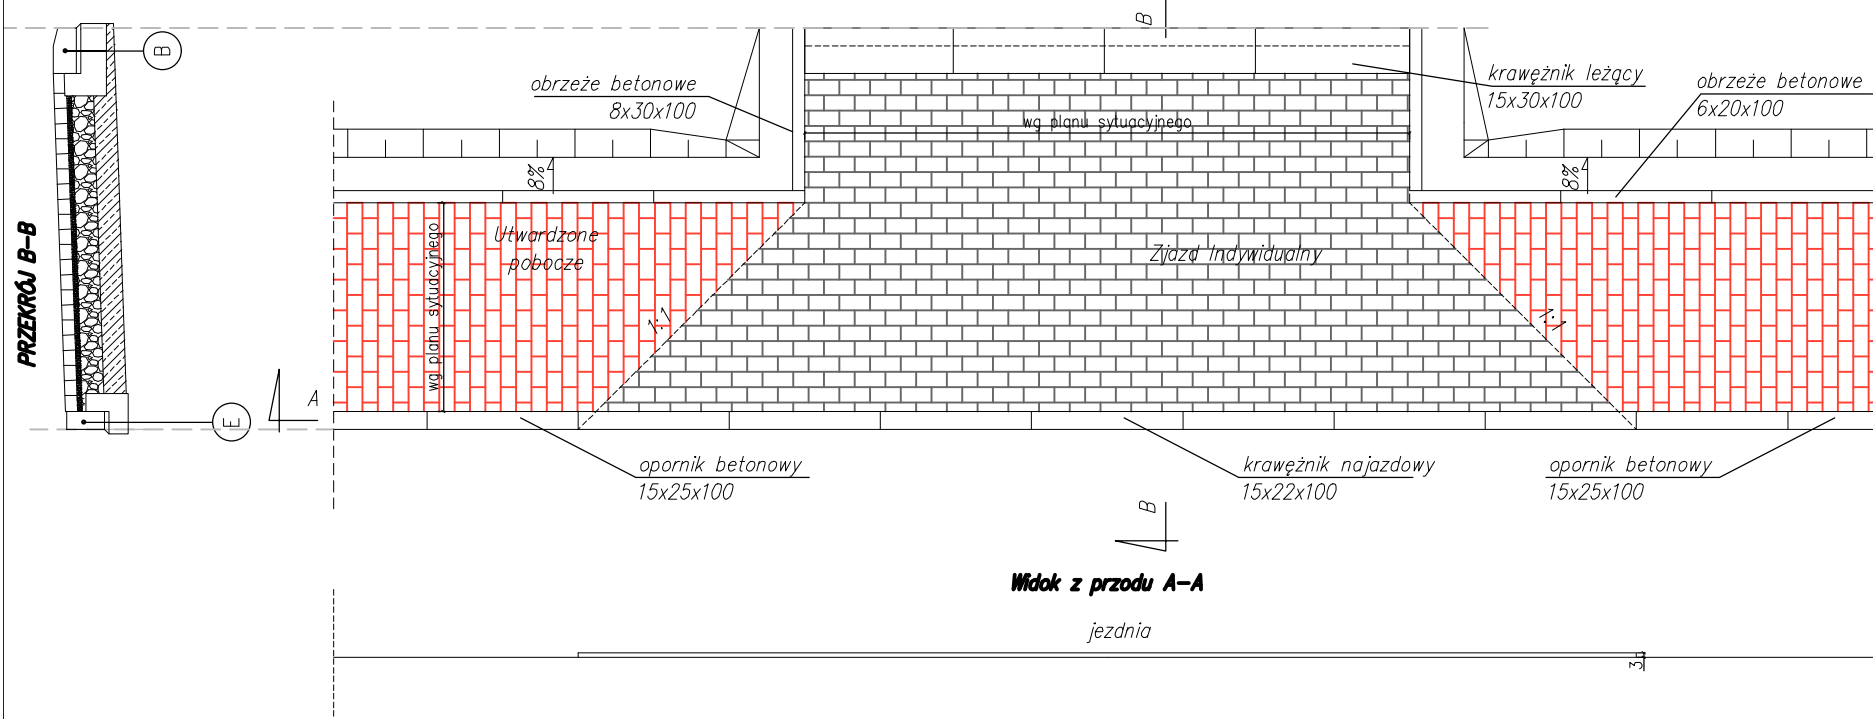 B
B
obrzeże betonowe
8x30x100
krawężnik leżący
15x30x100
obrzeże betonowe
6x20x100
wg planu sytuacyjnego
8%
8%
PRZEKRÓJ B-B
Utwardzone
pobocze
wg planu sytuacyjnego
Zjazd Indywidualny
1:1
1:1
A
E
opornik betonowy
15x25x100
krawężnik najazdowy
15x22x100
opornik betonowy
15x25x100
B
Widok z przodu A-A
jezdnia
3